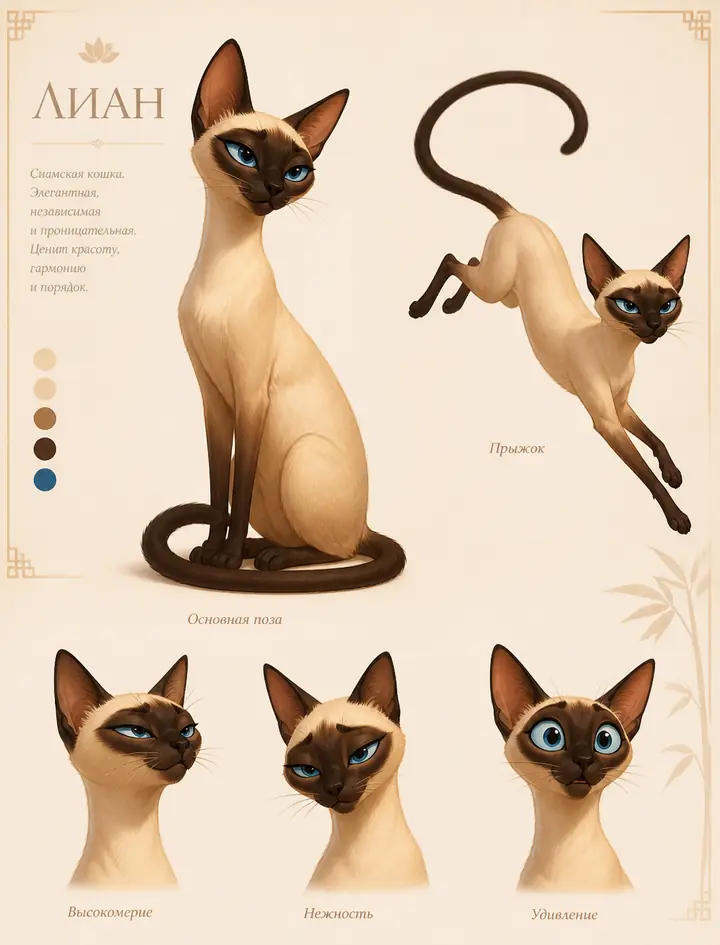 ЛИАН
Сиамская кошка.
Элегантная,
независимая
и проницательная.
Ценит красоту,
гармонию
и порядок.
Прыжок
Основная поза
Высокомерие
Нежность
Удивление